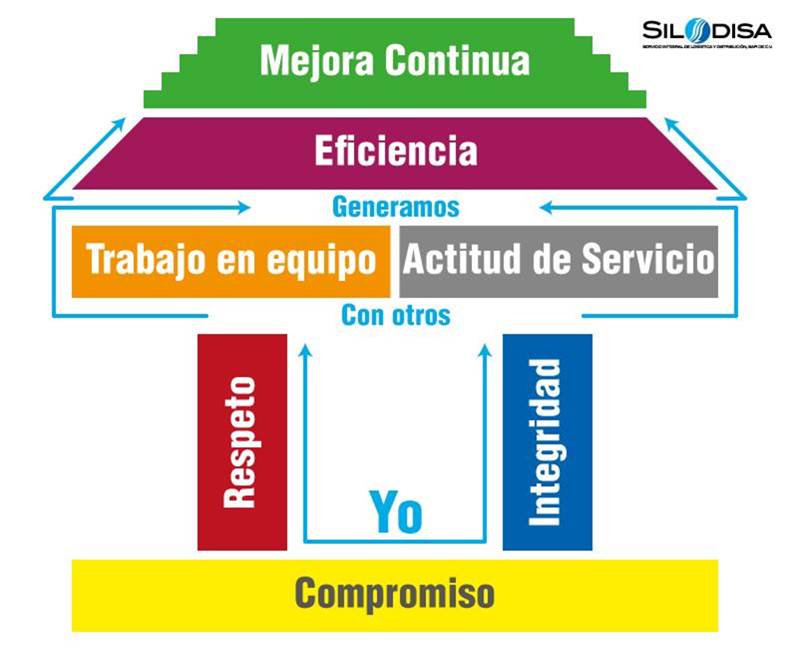 SILODISA
SERVICIO INTEGRAL DE LOGISTICA Y DISTRIBUCIÓN, SAPI DE C.V.
Mejora Continua
Eficiencia
Generamos
Trabajo en equipo
Actitud de Servicio
Con otros
Respeto
Integridad
Yo
Compromiso